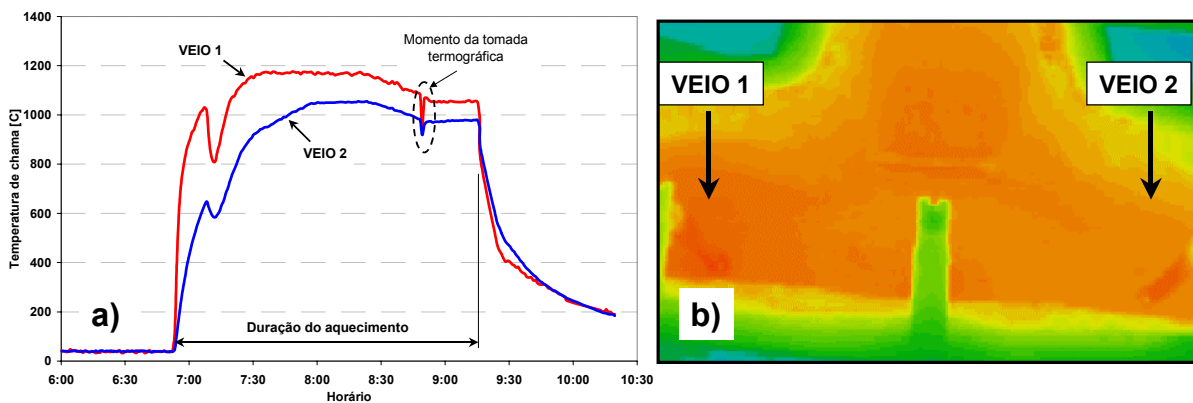 1400
1200
1000
800
600
400
200
0
Temperatura de chama [C]
VEIO 1
VEIO 2
Momento da tomada
termográfica
a)
Duração do aquecimento
6:00 6:30 7:00 7:30 8:00 8:30 9:00 9:30 10:00 10:30
Horário
VEIO 1
VEIO 2
b)